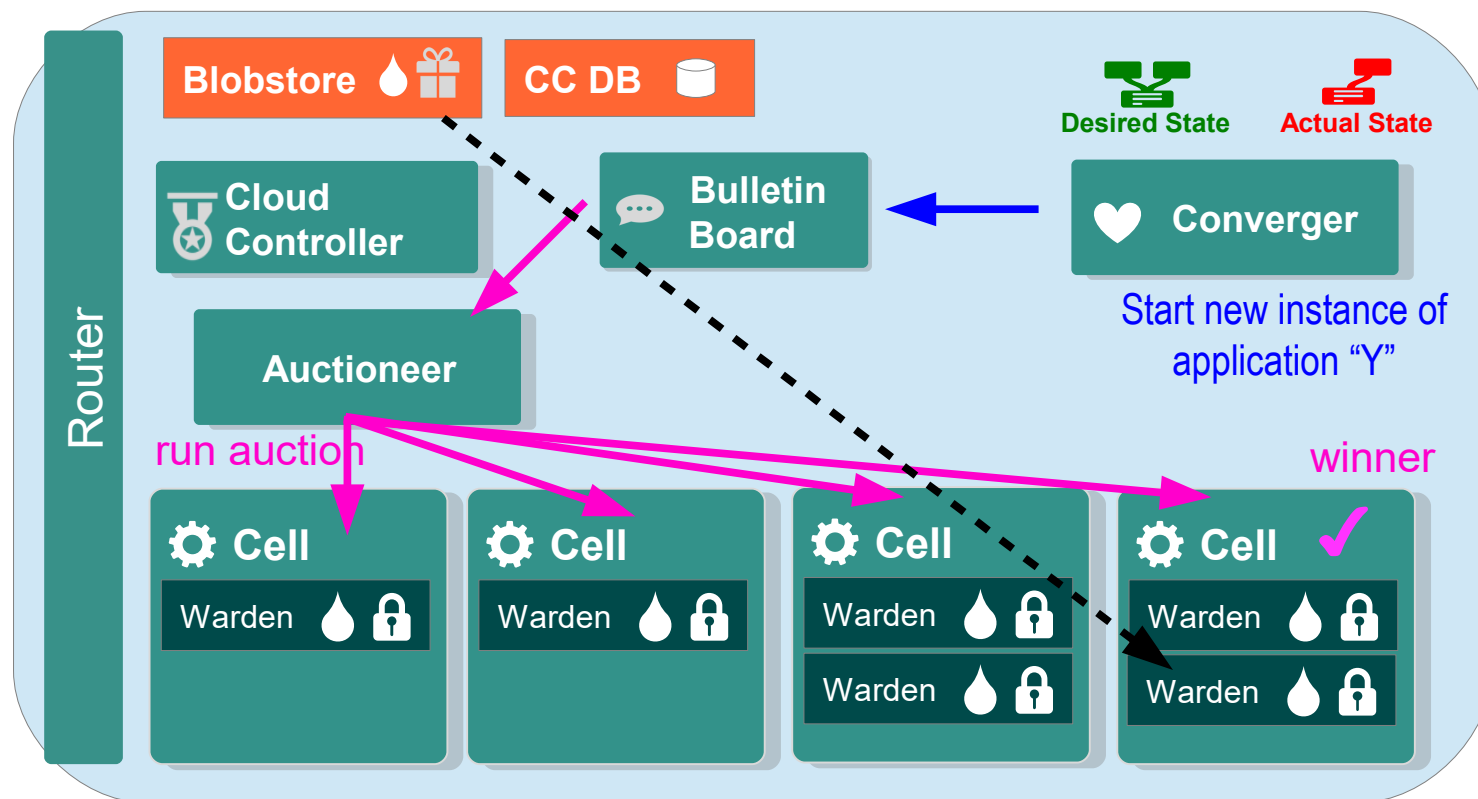 Router
Blobstore
CC DB
Desired State
Actual State
Cloud
Controller
Bulletin
Board
Converger
Start new instance of
application “Y”
Auctioneer
run auction
winner
Cell
Warden
Cell
Warden
Cell
Warden
Warden
Cell
Warden
Warden